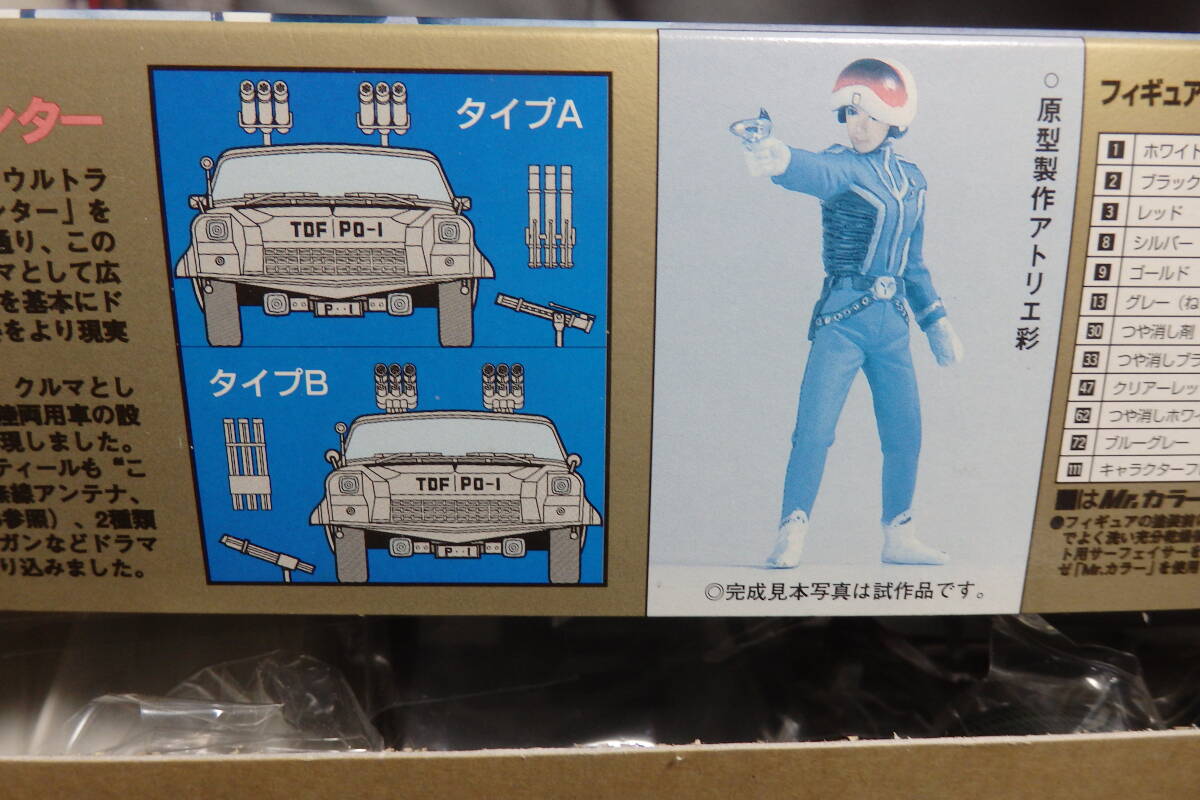 ンター
ウルトラ
ンター」を
通り、この
マとして広
を基本にド
をより現実
クルマとし
陸両用車の設
現しました。
ティールも“こ
線アンテナ、
参照）、2種類
ガンなどドラマ
り込みました。
タイプA
TDF PO-1
P-1
タイプB
TDF PO-1
P-1
○原型製作アトリエ彩
◎完成見本写真は試作品です。
フィギュア
1 ホワイト
2 ブラック
3 レッド
8 シルバー
9 ゴールド
13 グレー（ね
30 つや消し剤
33 つや消しブラ
47 クリアーレッ
62 つや消しホワイ
72 ブルーグレー
111 キャラクターフ
■はMr.カラー
●フィギュアの塗装前
でよく洗い充分乾燥
ト用サーフェイサーを
ぜ「Mr.カラー」を使用